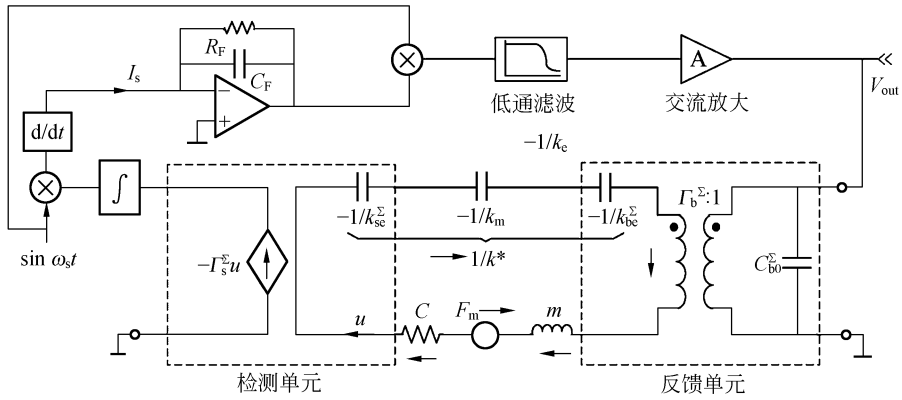 R_F
I_s
C_F
−
+
A
V_out
低通滤波
交流放大
d/dt
−1/k_e
∫
Γ_b^Σ:1
−1/k_se^Σ
−1/k_m
−1/k_be^Σ
sin ω_s t
−Γ_s^Σ u
1/k*
C_b0^Σ
u
C
F_m
m
检测单元
反馈单元